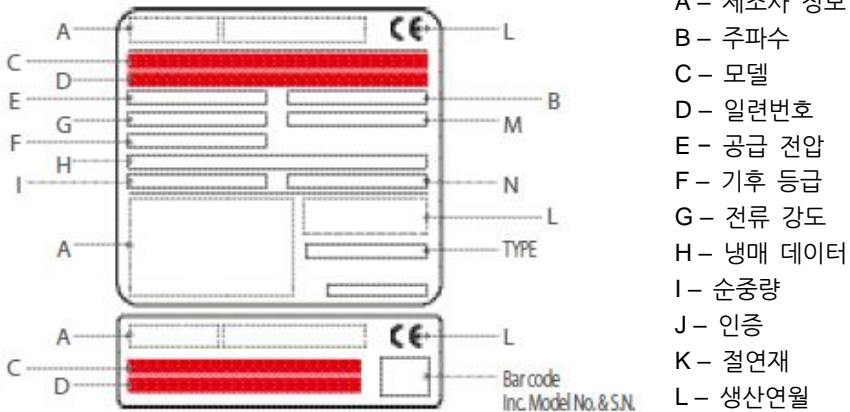 A – 제조사 정보
B – 주파수
C – 모델
D – 일련번호
E – 공급 전압
F – 기후 등급
G – 전류 강도
H – 냉매 데이터
I – 순중량
J – 인증
K – 절연재
L – 생산연월
A CE L
C
D
E B
G M
F
H
I N
L
A TYPE
A CE L
C
D Bar code
Inc. Model No. & S.N.